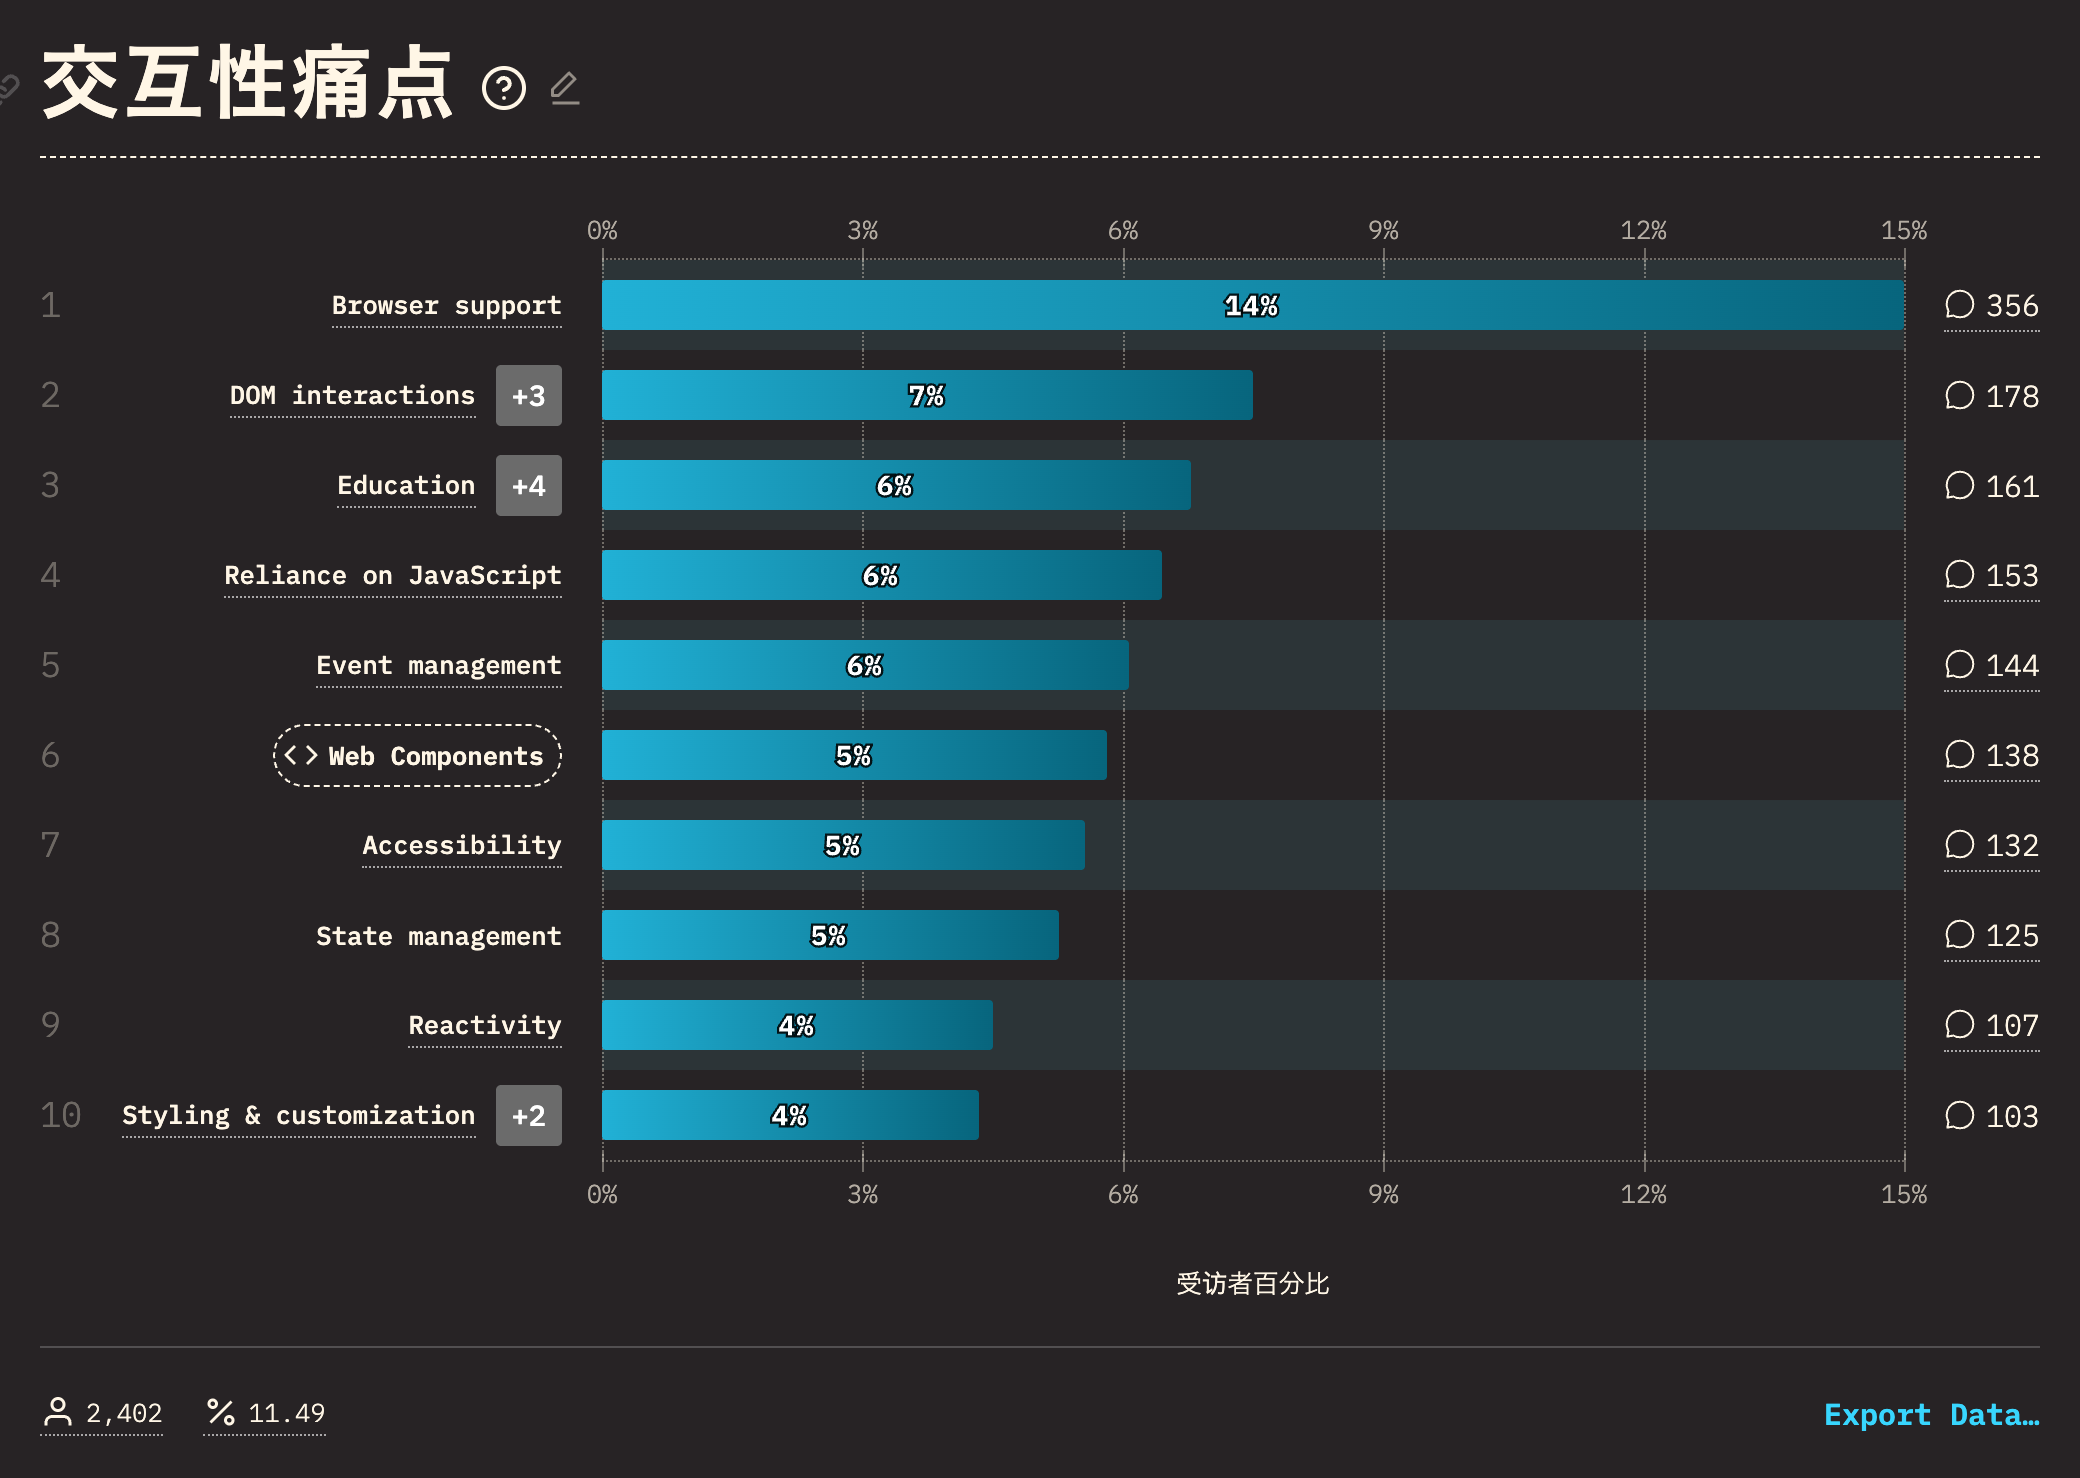 交互性痛点
0% 3% 6% 9% 12% 15%
1 Browser support 14% 356
2 DOM interactions +3 7% 178
3 Education +4 6% 161
4 Reliance on JavaScript 6% 153
5 Event management 6% 144
6 <> Web Components 5% 138
7 Accessibility 5% 132
8 State management 5% 125
9 Reactivity 4% 107
10 Styling & customization +2 4% 103
0% 3% 6% 9% 12% 15%
受访者百分比
2,402 % 11.49 Export Data…